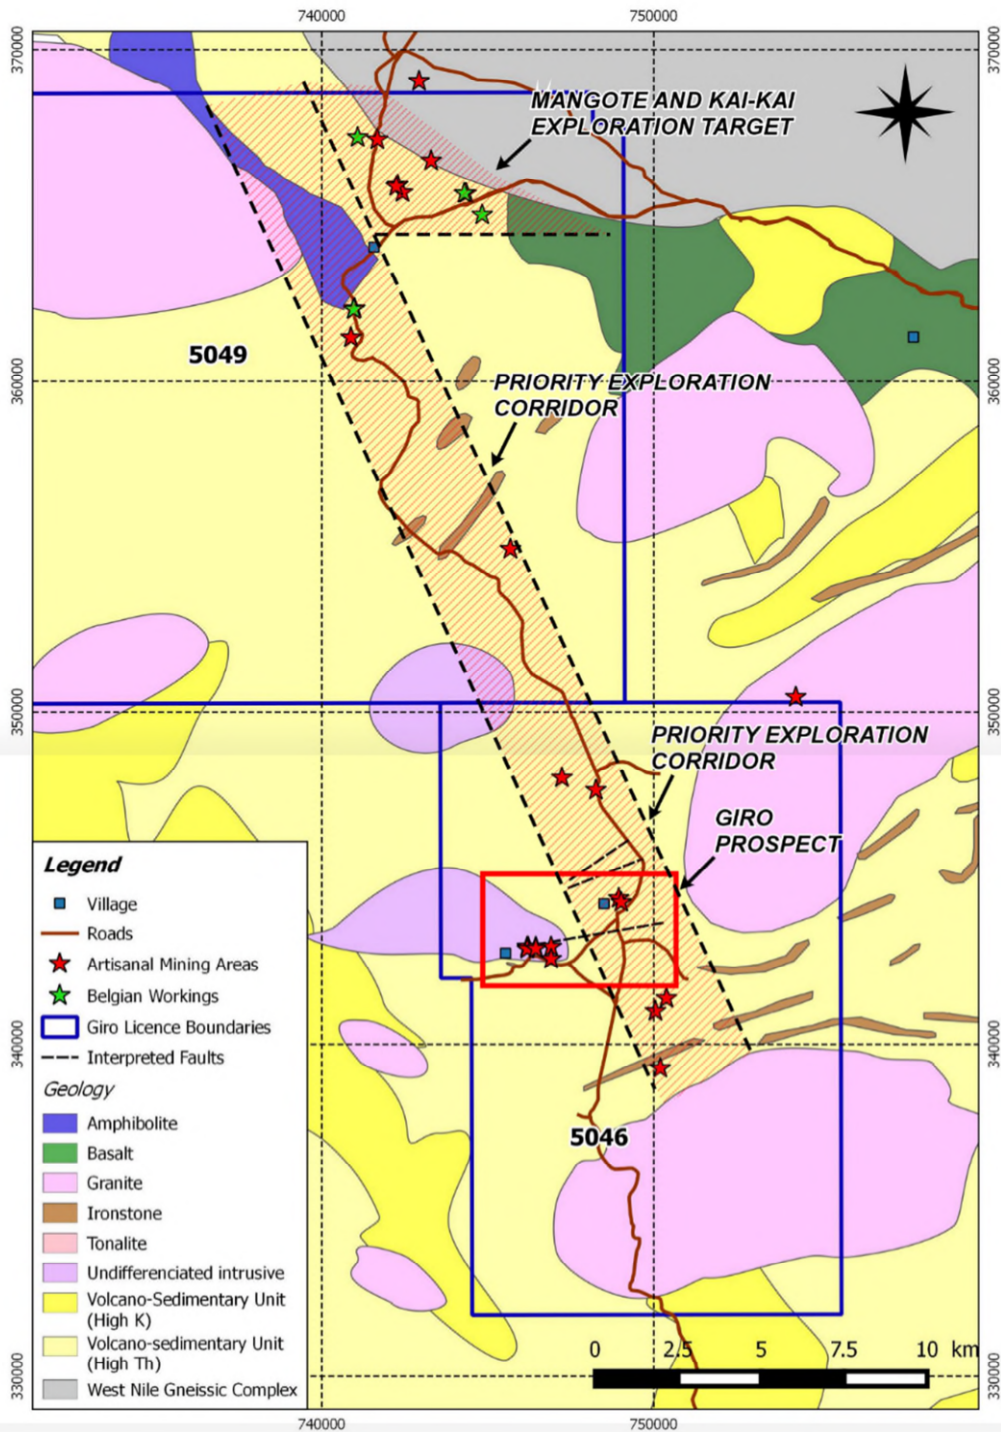 740000
750000
370000
370000
MANGOTE AND KAI-KAI
EXPLORATION TARGET
5049
360000
360000
PRIORITY EXPLORATION
CORRIDOR
350000
350000
PRIORITY EXPLORATION
CORRIDOR
GIRO
PROSPECT
Legend
Village
Roads
Artisanal Mining Areas
Belgian Workings
Giro Licence Boundaries
Interpreted Faults
Geology
Amphibolite
Basalt
Granite
Ironstone
Tonalite
Undifferenciated intrusive
Volcano-Sedimentary Unit
(High K)
Volcano-sedimentary Unit
(High Th)
West Nile Gneissic Complex
340000
340000
5046
0 2.5 5 7.5 10 km
330000
330000
740000
750000